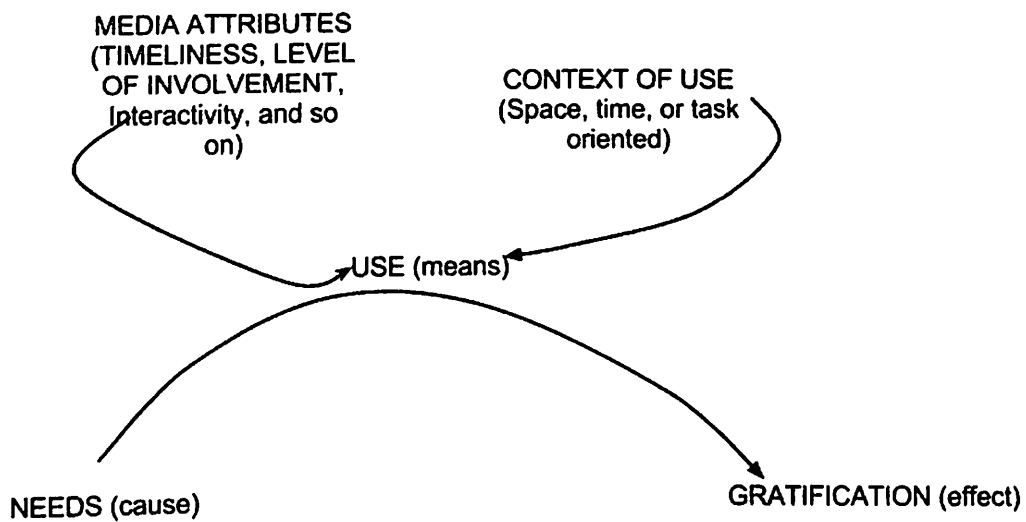 MEDIA ATTRIBUTES
(TIMELINESS, LEVEL
OF INVOLVEMENT,
Interactivity, and so
on)
CONTEXT OF USE
(Space, time, or task
oriented)
USE (means)
NEEDS (cause)
GRATIFICATION (effect)